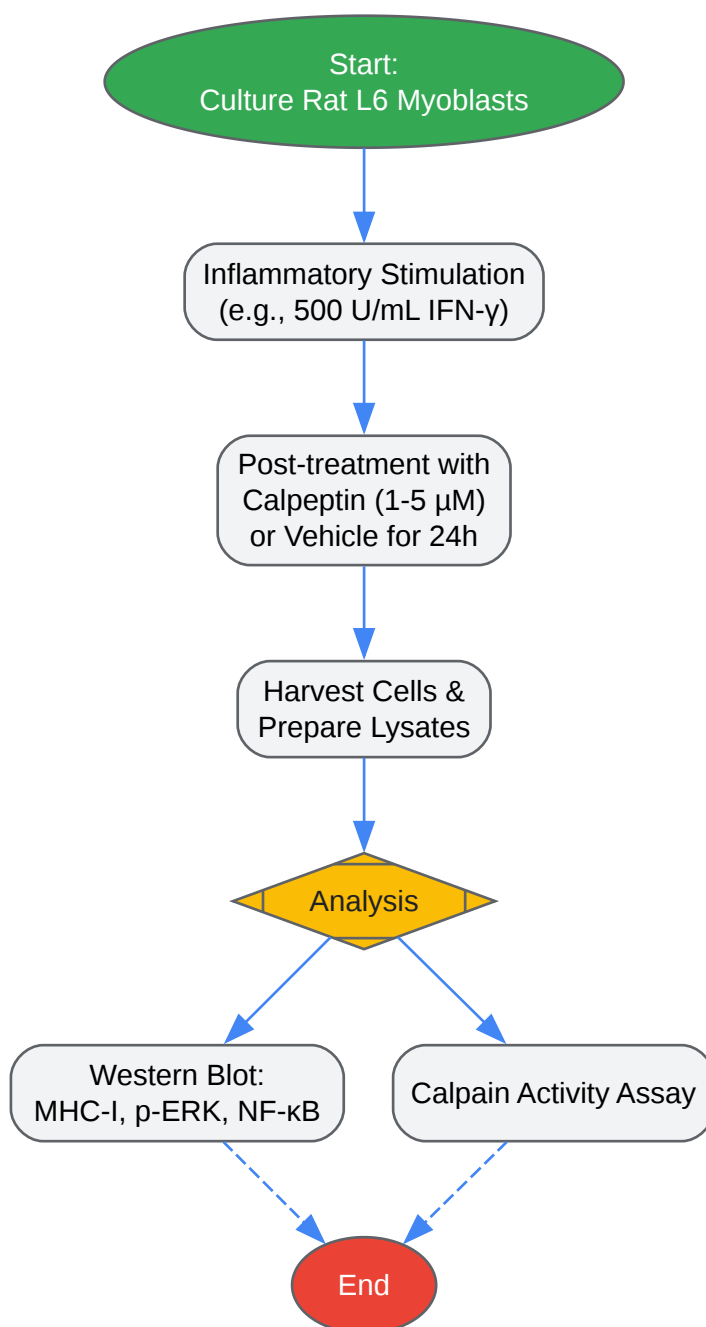 Start:
Culture Rat L6 Myoblasts
Inflammatory Stimulation
(e.g., 500 U/mL IFN-γ)
Post-treatment with
Calpeptin (1-5 µM)
or Vehicle for 24h
Harvest Cells &
Prepare Lysates
Analysis
Western Blot:
MHC-I, p-ERK, NF-κB
Calpain Activity Assay
End